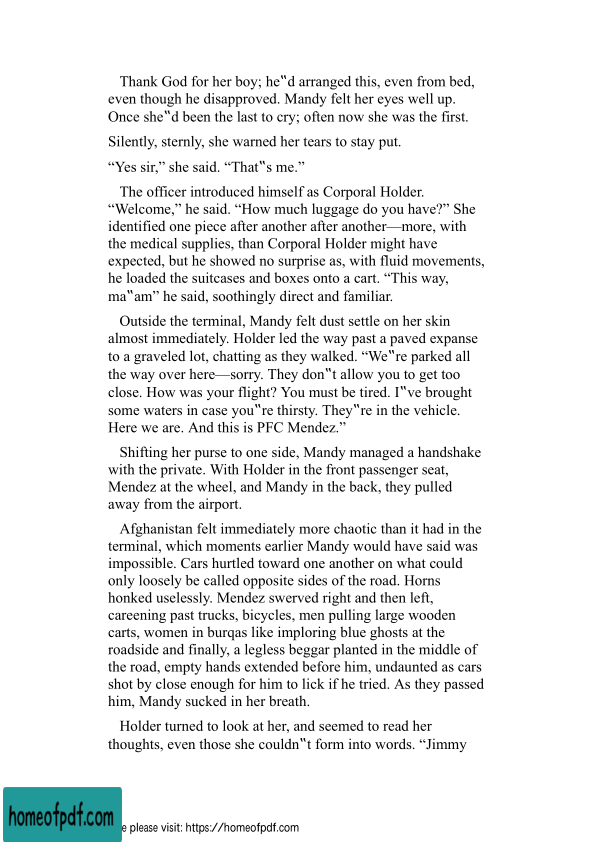 Thank God for her boy; he‟d arranged this, even from bed,
even though he disapproved. Mandy felt her eyes well up.
Once she‟d been the last to cry; often now she was the first.
Silently, sternly, she warned her tears to stay put.
“Yes sir,” she said. “That‟s me.”
The officer introduced himself as Corporal Holder.
“Welcome,” he said. “How much luggage do you have?” She
identified one piece after another after another—more, with
the medical supplies, than Corporal Holder might have
expected, but he showed no surprise as, with fluid movements,
he loaded the suitcases and boxes onto a cart. “This way,
ma‟am” he said, soothingly direct and familiar.
Outside the terminal, Mandy felt dust settle on her skin
almost immediately. Holder led the way past a paved expanse
to a graveled lot, chatting as they walked. “We‟re parked all
the way over here—sorry. They don‟t allow you to get too
close. How was your flight? You must be tired. I‟ve brought
some waters in case you‟re thirsty. They‟re in the vehicle.
Here we are. And this is PFC Mendez.”
Shifting her purse to one side, Mandy managed a handshake
with the private. With Holder in the front passenger seat,
Mendez at the wheel, and Mandy in the back, they pulled
away from the airport.
Afghanistan felt immediately more chaotic than it had in the
terminal, which moments earlier Mandy would have said was
impossible. Cars hurtled toward one another on what could
only loosely be called opposite sides of the road. Horns
honked uselessly. Mendez swerved right and then left,
careening past trucks, bicycles, men pulling large wooden
carts, women in burqas like imploring blue ghosts at the
roadside and finally, a legless beggar planted in the middle of
the road, empty hands extended before him, undaunted as cars
shot by close enough for him to lick if he tried. As they passed
him, Mandy sucked in her breath.
Holder turned to look at her, and seemed to read her
thoughts, even those she couldn‟t form into words. “Jimmy
homeofpdf.com
e please visit: https://homeofpdf.com